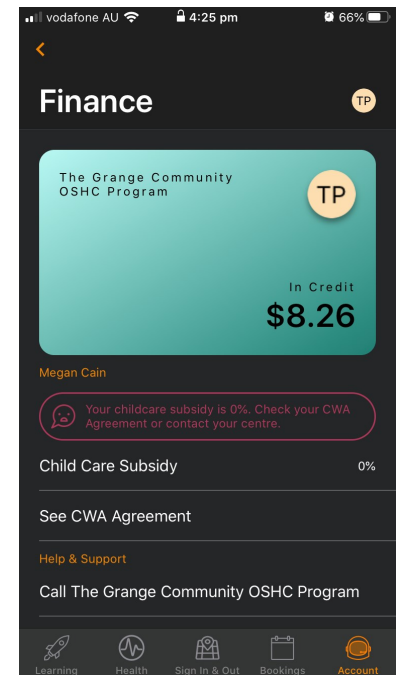 vodafone AU 4:25 pm 66%
Finance
TP
The Grange Community
OSHC Program
TP
In Credit
$8.26
Megan Cain
Your childcare subsidy is 0%. Check your CWA
Agreement or contact your centre.
Child Care Subsidy 0%
See CWA Agreement
Help & Support
Call The Grange Community OSHC Program
Learning Health Sign In & Out Bookings Account